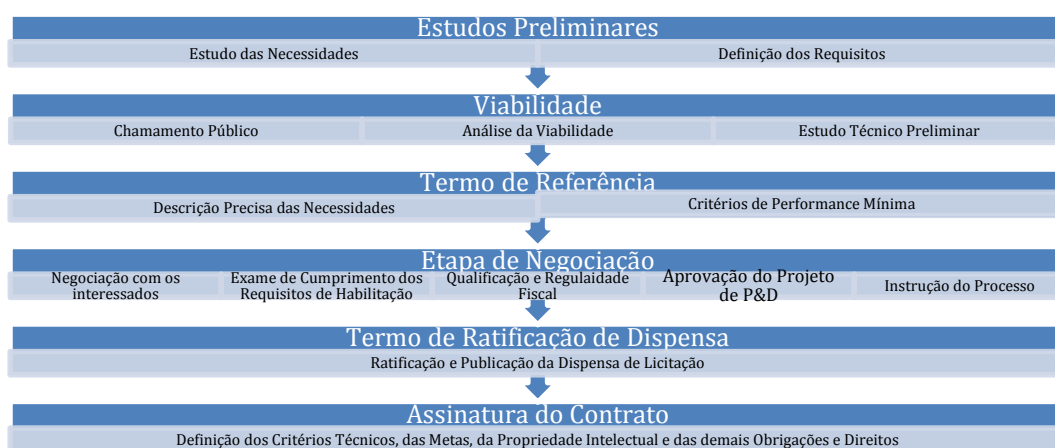 Estudos Preliminares
Estudo das Necessidades
Definição dos Requisitos
Viabilidade
Chamamento Público
Análise da Viabilidade
Estudo Técnico Preliminar
Termo de Referência
Descrição Precisa das Necessidades
Critérios de Performance Mínima
Etapa de Negociação
Negociação com os
interessados
Exame de Cumprimento dos
Requisitos de Habilitação
Qualificação e Regulaidade
Fiscal
Aprovação do Projeto
de P&D
Instrução do Processo
Termo de Ratificação de Dispensa
Ratificação e Publicação da Dispensa de Licitação
Assinatura do Contrato
Definição dos Critérios Técnicos, das Metas, da Propriedade Intelectual e das demais Obrigações e Direitos